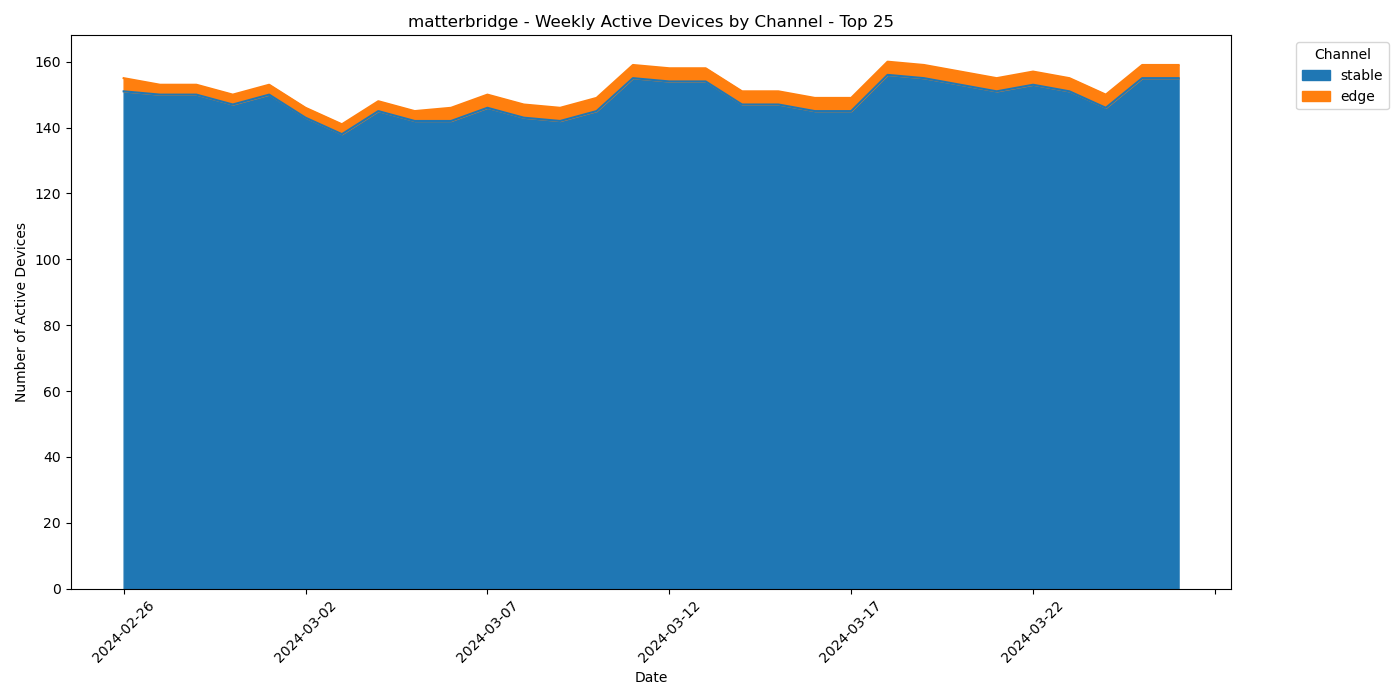 matterbridge - Weekly Active Devices by Channel - Top 25
Channel
stable
edge
Number of Active Devices
160
140
120
100
80
60
40
20
0
2024-02-26
2024-03-02
2024-03-07
2024-03-12
2024-03-17
2024-03-22
Date